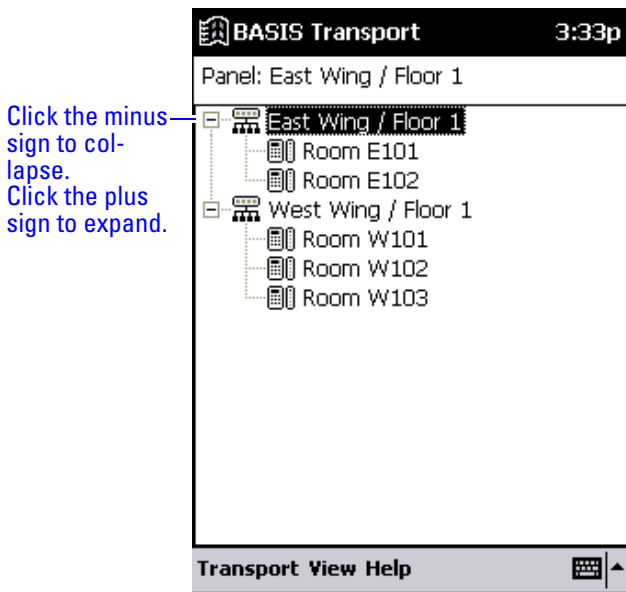 BASIS Transport 3:33p
Panel: East Wing / Floor 1
Click the minus
sign to col-
lapse.
Click the plus
sign to expand.
East Wing / Floor 1
Room E101
Room E102
West Wing / Floor 1
Room W101
Room W102
Room W103
Transport View Help